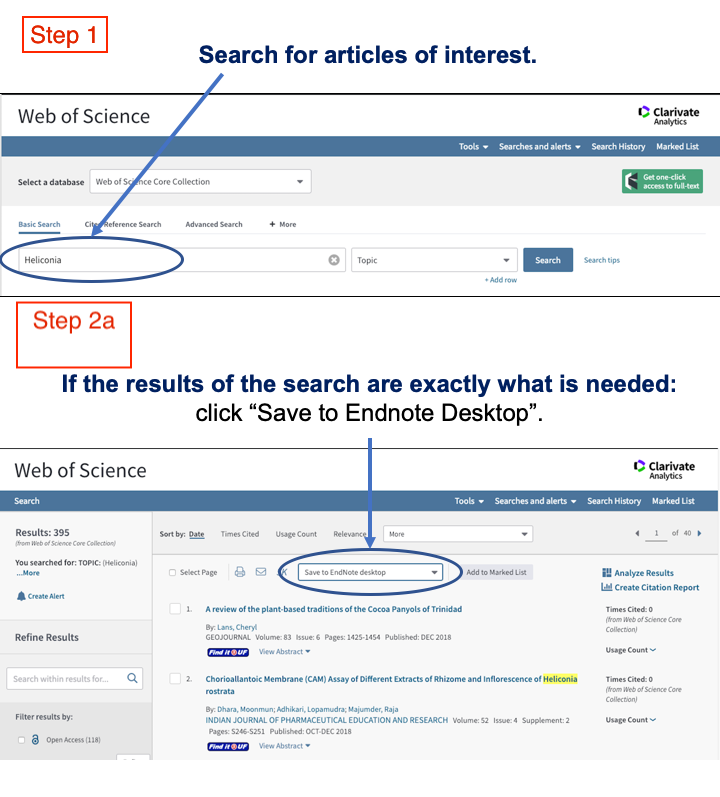 Step 1
Search for articles of interest.
Web of Science
Clarivate
Analytics
Tools Searches and alerts Search History Marked List
Select a database Web of Science Core Collection
Get one-click
access to full-text
Basic Search Cited Reference Search Advanced Search + More
Heliconia Topic Search Search tips
+ Add row
Step 2a
If the results of the search are exactly what is needed:
click “Save to Endnote Desktop”.
Web of Science
Clarivate
Analytics
Search Tools Searches and alerts Search History Marked List
Results: 395
(from Web of Science Core Collection)
You searched for: TOPIC: (Heliconia)
...More
Create Alert
Refine Results
Search within results for...
Filter results by:
Open Access (118)
Sort by: Date Times Cited Usage Count Relevance More 1 of 40
Select Page Save to EndNote desktop Add to Marked List
Analyze Results
Create Citation Report
1. A review of the plant-based traditions of the Cocoa Panyols of Trinidad
By: Lans, Cheryl
GEOJOURNAL Volume: 83 Issue: 6 Pages: 1425-1454 Published: DEC 2018
Find it @ UF View Abstract
Times Cited: 0
(from Web of Science Core
Collection)
Usage Count
2. Chorioallantoic Membrane (CAM) Assay of Different Extracts of Rhizome and Inflorescence of Heliconia
rostrata
By: Dhara, Moonmun; Adhikari, Lopamudra; Majumder, Raja
INDIAN JOURNAL OF PHARMACEUTICAL EDUCATION AND RESEARCH Volume: 52 Issue: 4 Supplement: 2
Pages: S246-S251 Published: OCT-DEC 2018
Find it @ UF View Abstract
Times Cited: 0
(from Web of Science Core
Collection)
Usage Count